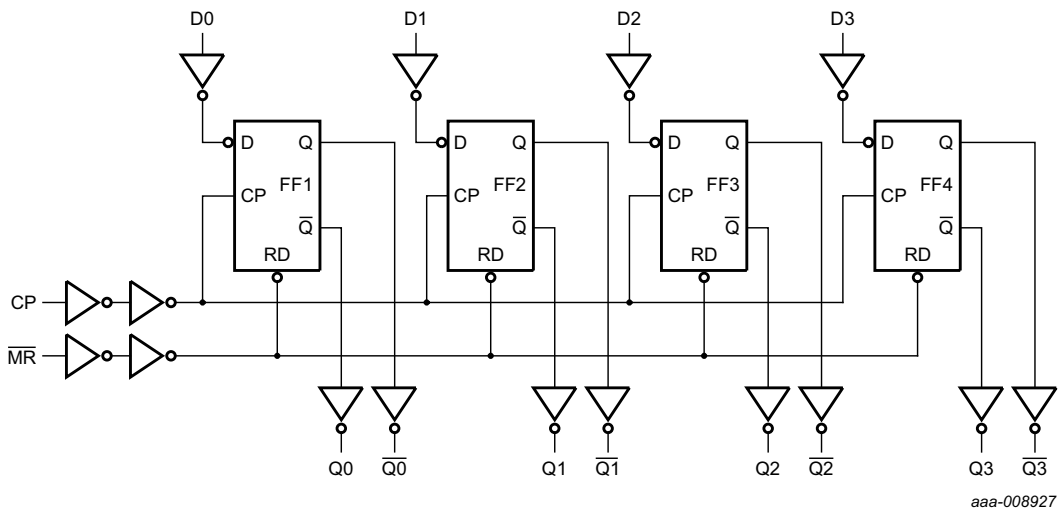 D0 D1 D2 D3
D Q D Q D Q D Q
FF1 FF2 FF3 FF4
CP CP CP CP
Q̅ Q̅ Q̅ Q̅
RD RD RD RD
CP
M̅R̅
Q0 Q̅0̅ Q1 Q̅1̅ Q2 Q̅2̅ Q3 Q̅3̅
aaa-008927